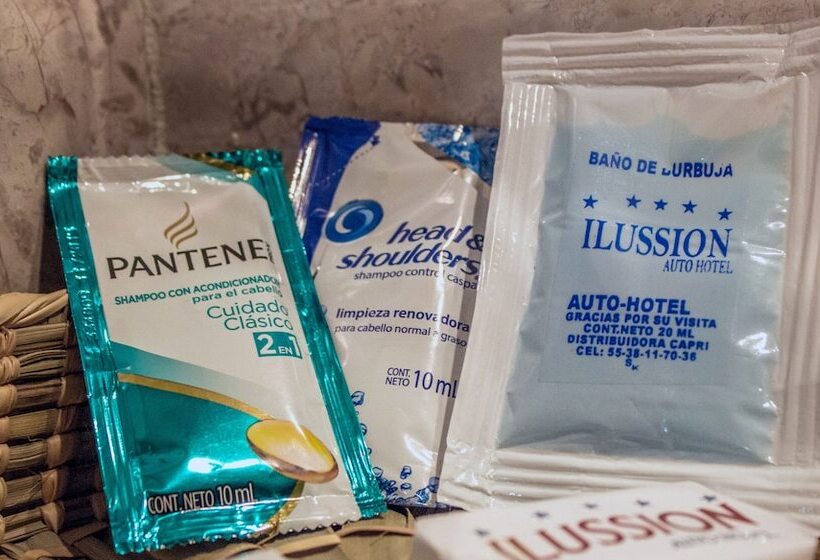 PANTENE
SHAMPOO CON ACONDICIONADOR
para el cabello
Cuidado
Clásico
2 EN 1
CONT. NETO 10 mL
head &
shoulders
shampoo control caspa
limpieza renovadora
para cabello normal a graso
CONT.
NETO 10 mL
BAÑO DE BURBUJA
ILUSSION
AUTO HOTEL
AUTO-HOTEL
GRACIAS POR SU VISITA
CONT.NETO 20 ML
DISTRIBUIDORA CAPRI
CEL: 55-38-11-70-36
SK
ILUSSION